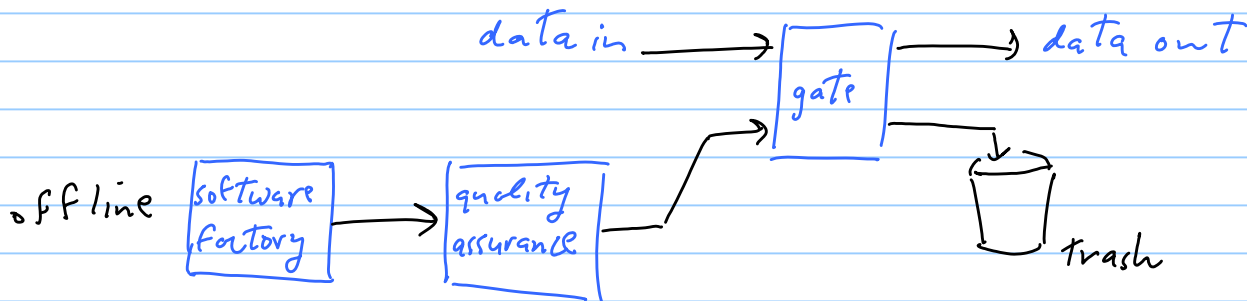 data in
data out
gate
offline
software
factory
quality
assurance
trash